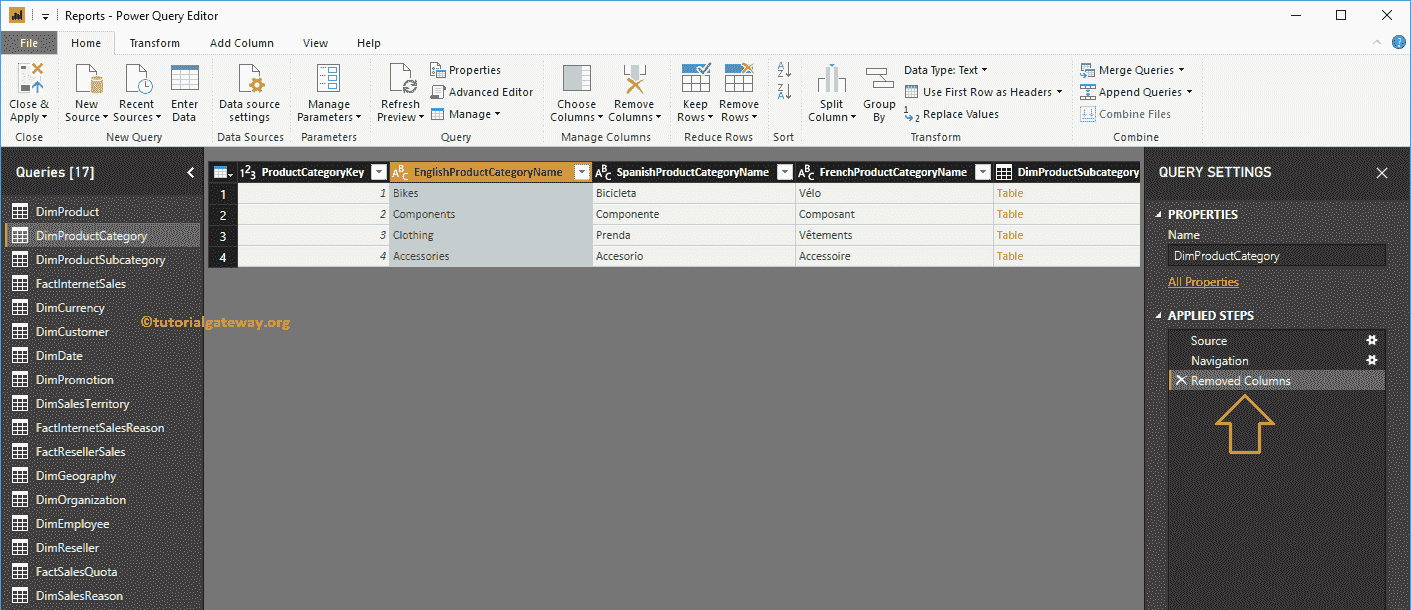 Reports - Power Query Editor
File Home Transform Add Column View Help
Close & Apply
New Source
Recent Sources
Enter Data
Data source settings
Manage Parameters
Refresh Preview
Properties
Advanced Editor
Manage
Choose Columns
Remove Columns
Keep Rows
Remove Rows
Split Column
Group By
Data Type: Text
Use First Row as Headers
Replace Values
Merge Queries
Append Queries
Combine Files
Close New Query Data Sources Parameters Query Manage Columns Reduce Rows Sort Transform Combine
Queries [17]
DimProduct
DimProductCategory
DimProductSubcategory
FactInternetSales
DimCurrency
DimCustomer
DimDate
DimPromotion
DimSalesTerritory
FactInternetSalesReason
FactResellerSales
DimGeography
DimOrganization
DimEmployee
DimReseller
FactSalesQuota
DimSalesReason
©tutorialgateway.org
1 2 3 ProductCategoryKey A B C EnglishProductCategoryName A B C SpanishProductCategoryName A B C FrenchProductCategoryName DimProductSubcategory
1 1 Bikes Bicicleta Vélo Table
2 2 Components Componente Composant Table
3 3 Clothing Prenda Vêtements Table
4 4 Accessories Accesorio Accessoire Table
QUERY SETTINGS
PROPERTIES
Name
DimProductCategory
All Properties
APPLIED STEPS
Source
Navigation
Removed Columns